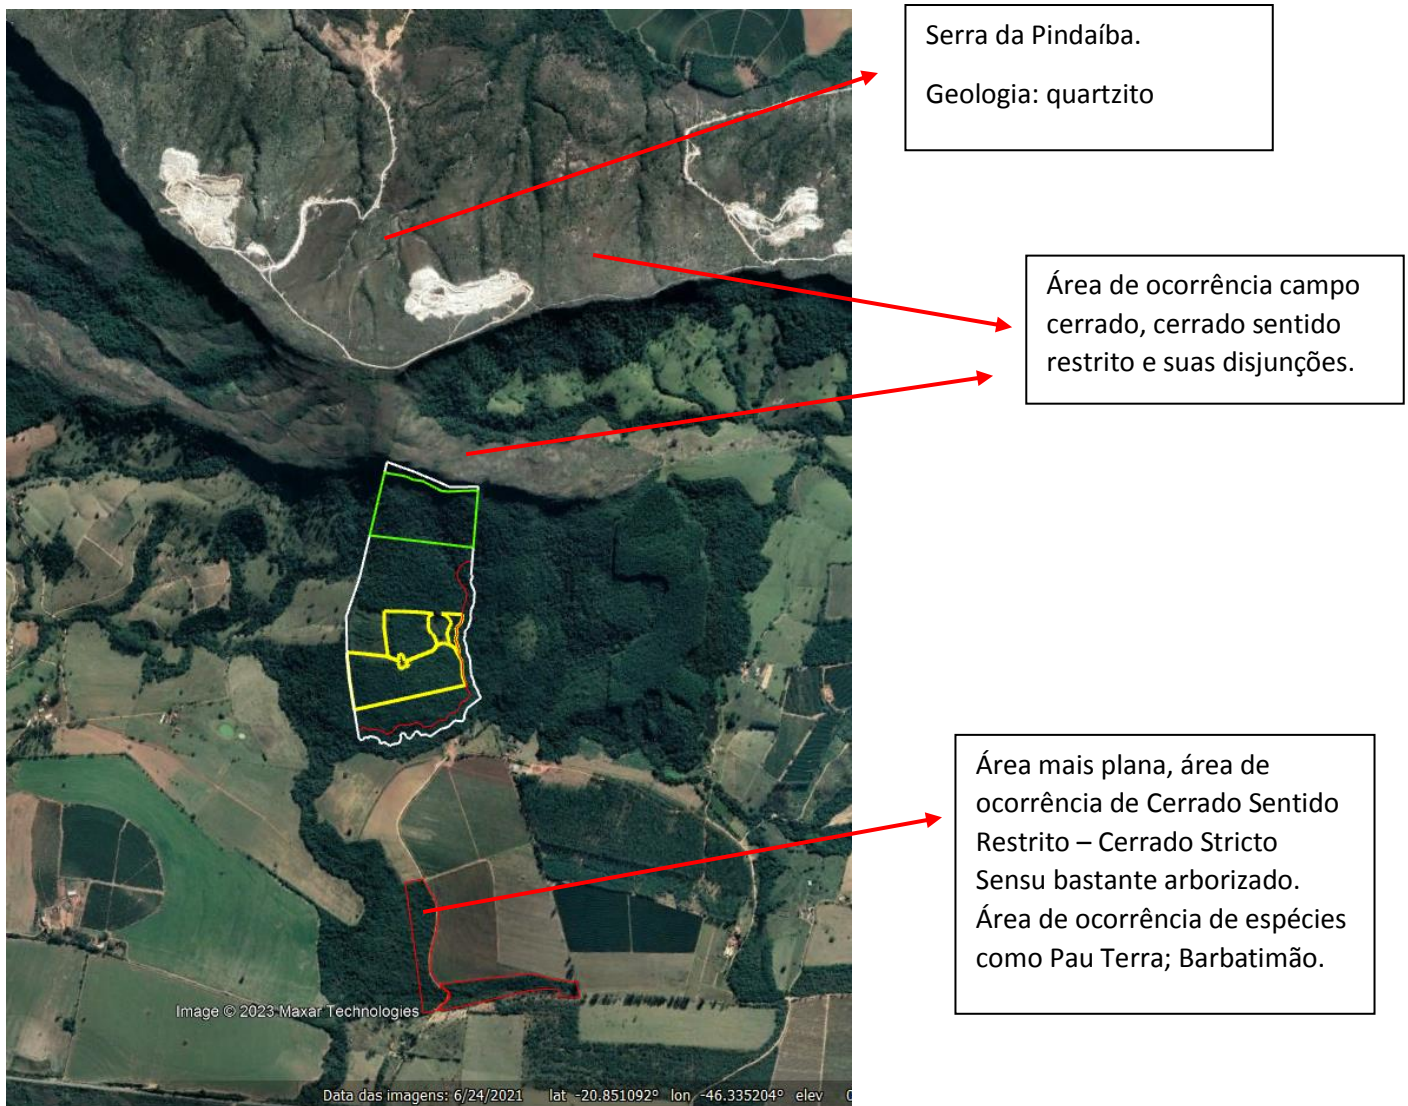 Serra da Pindaíba.
Geologia: quartzito
Área de ocorrência campo
cerrado, cerrado sentido
restrito e suas disjunções.
Área mais plana, área de
ocorrência de Cerrado Sentido
Restrito – Cerrado Stricto
Sensu bastante arborizado.
Área de ocorrência de espécies
como Pau Terra; Barbatimão.
Image © 2023 Maxar Technologies
Data das imagens: 6/24/2021 lat -20.851092° lon -46.335204° elev 0